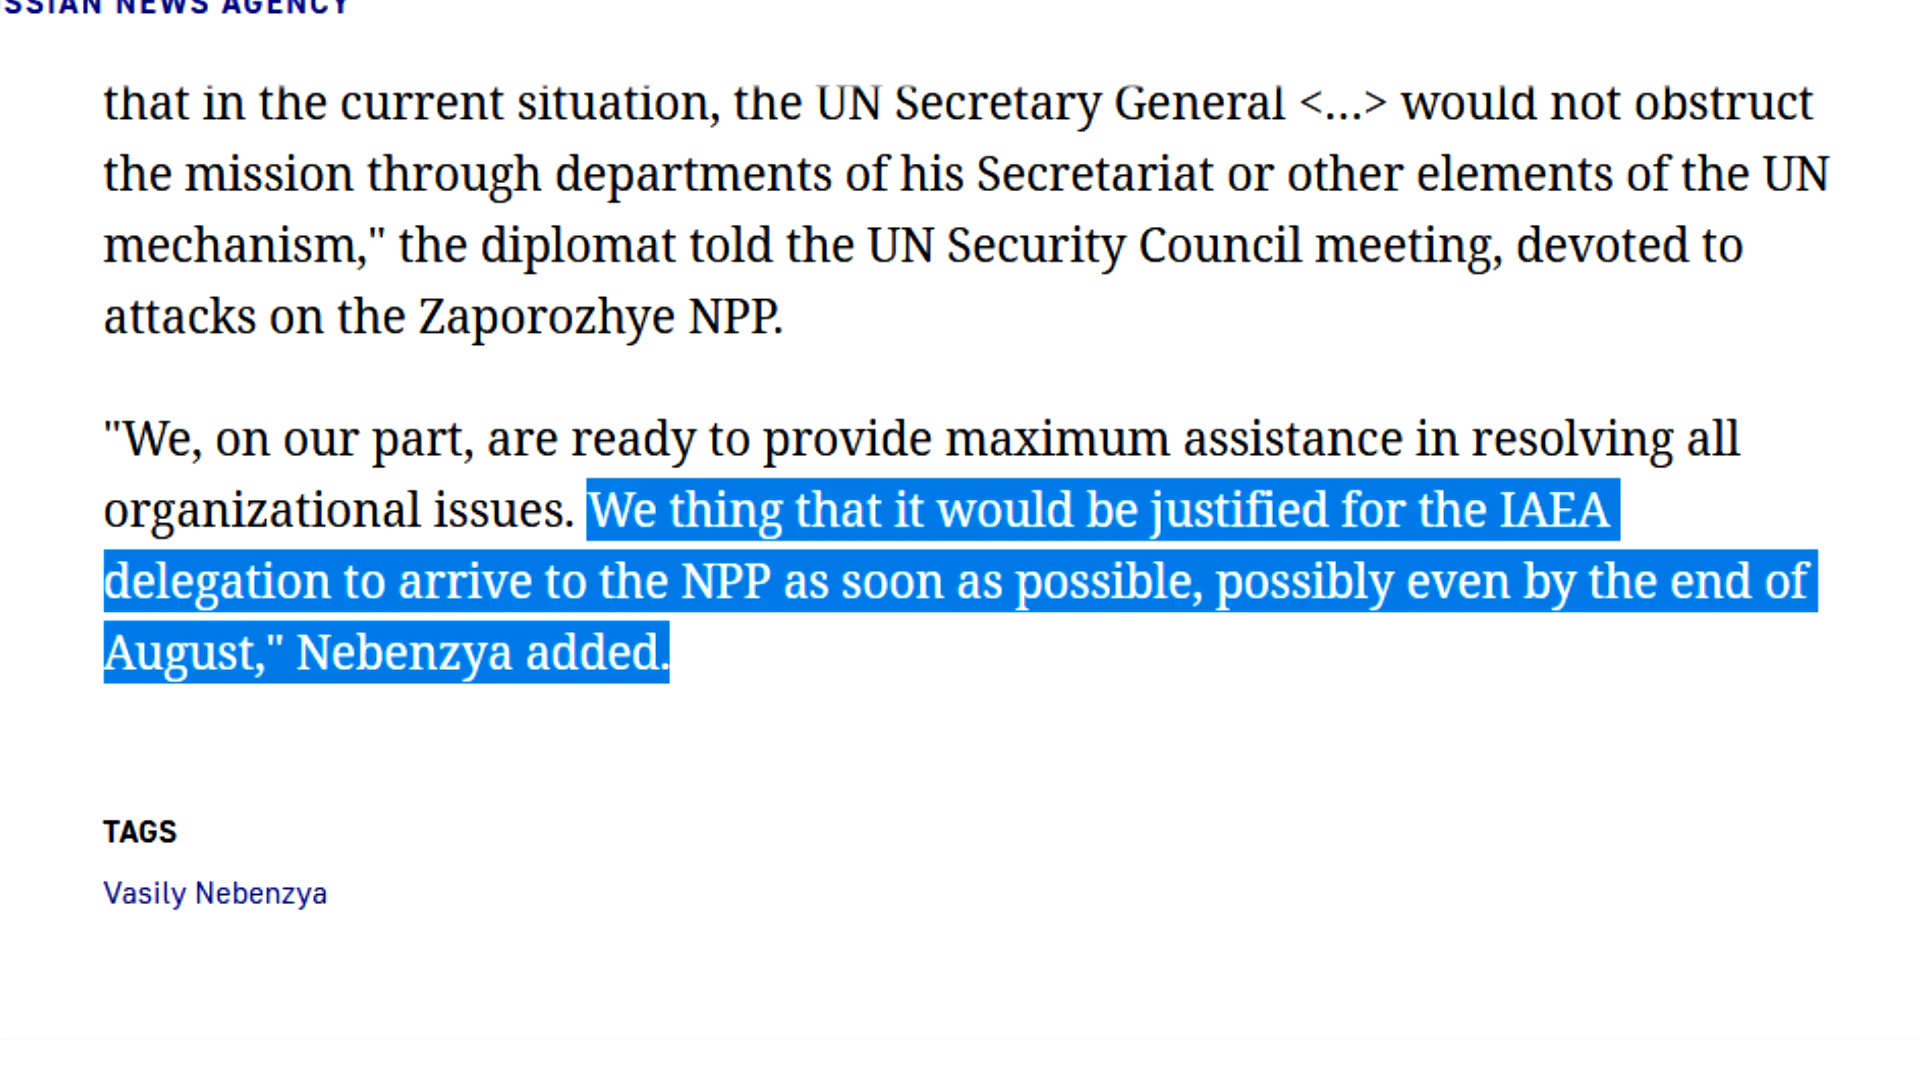 SSIAN NEWS AGENCY
that in the current situation, the UN Secretary General <...> would not obstruct
the mission through departments of his Secretariat or other elements of the UN
mechanism," the diplomat told the UN Security Council meeting, devoted to
attacks on the Zaporozhye NPP.
"We, on our part, are ready to provide maximum assistance in resolving all
organizational issues. We thing that it would be justified for the IAEA
delegation to arrive to the NPP as soon as possible, possibly even by the end of
August," Nebenzya added.
TAGS
Vasily Nebenzya